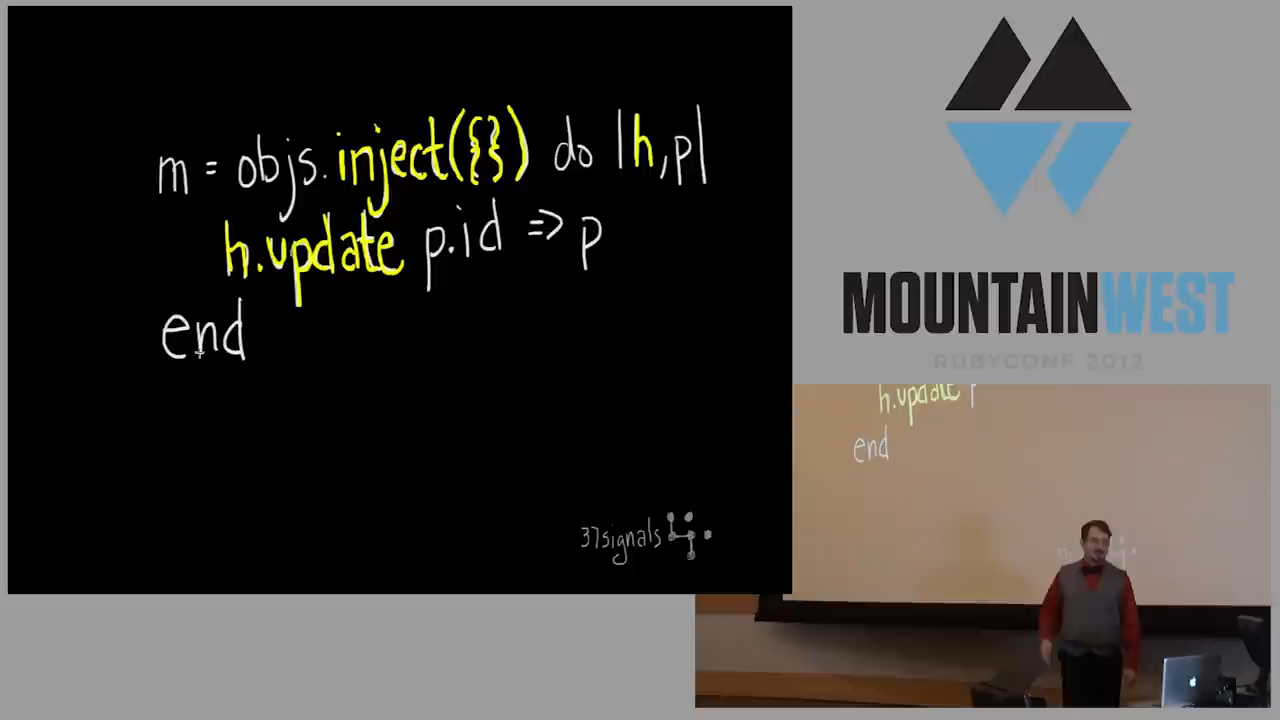 m = objs.inject({}) do |h,p|
h.update p.id => p
end
37signals
MOUNTAINWEST
RUBYCONF 2012
h.update p
end